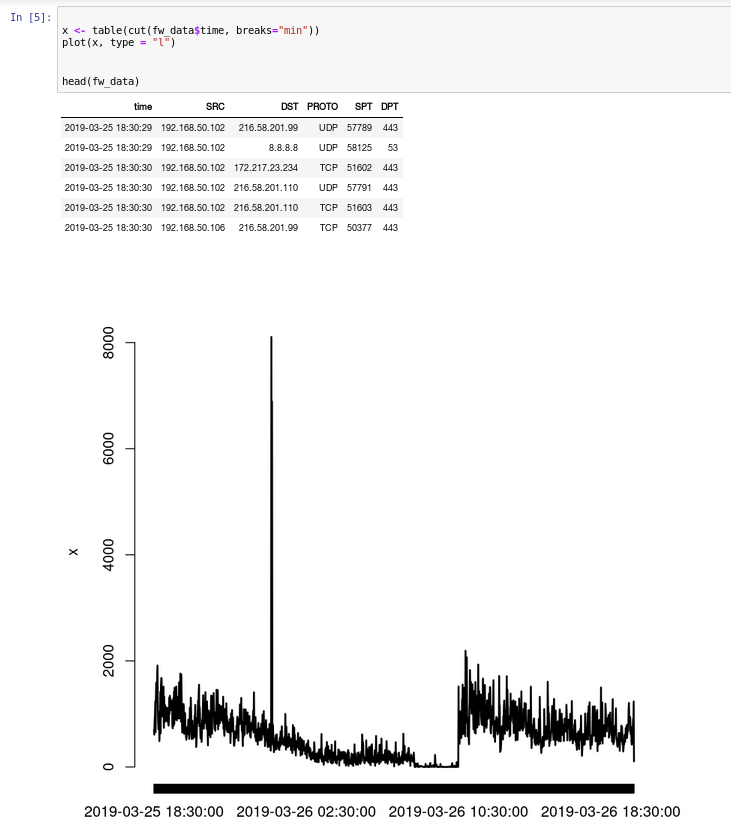 In [5]:
x <- table(cut(fw_data$time, breaks="min"))
plot(x, type = "l")
head(fw_data)
time SRC DST PROTO SPT DPT
2019-03-25 18:30:29 192.168.50.102 216.58.201.99 UDP 57789 443
2019-03-25 18:30:29 192.168.50.102 8.8.8.8 UDP 58125 53
2019-03-25 18:30:30 192.168.50.102 172.217.23.234 TCP 51602 443
2019-03-25 18:30:30 192.168.50.102 216.58.201.110 UDP 57791 443
2019-03-25 18:30:30 192.168.50.102 216.58.201.110 TCP 51603 443
2019-03-25 18:30:30 192.168.50.106 216.58.201.99 TCP 50377 443
8000
6000
4000
x
2000
0
2019-03-25 18:30:00 2019-03-26 02:30:00 2019-03-26 10:30:00 2019-03-26 18:30:00